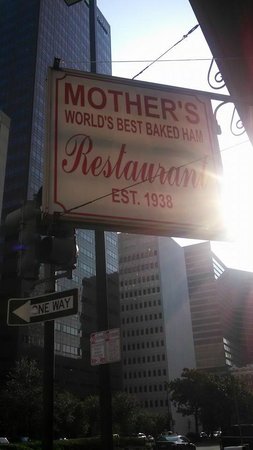 MOTHER'S
WORLD'S BEST BAKED HAM
Restaurant
EST. 1938
ONE WAY